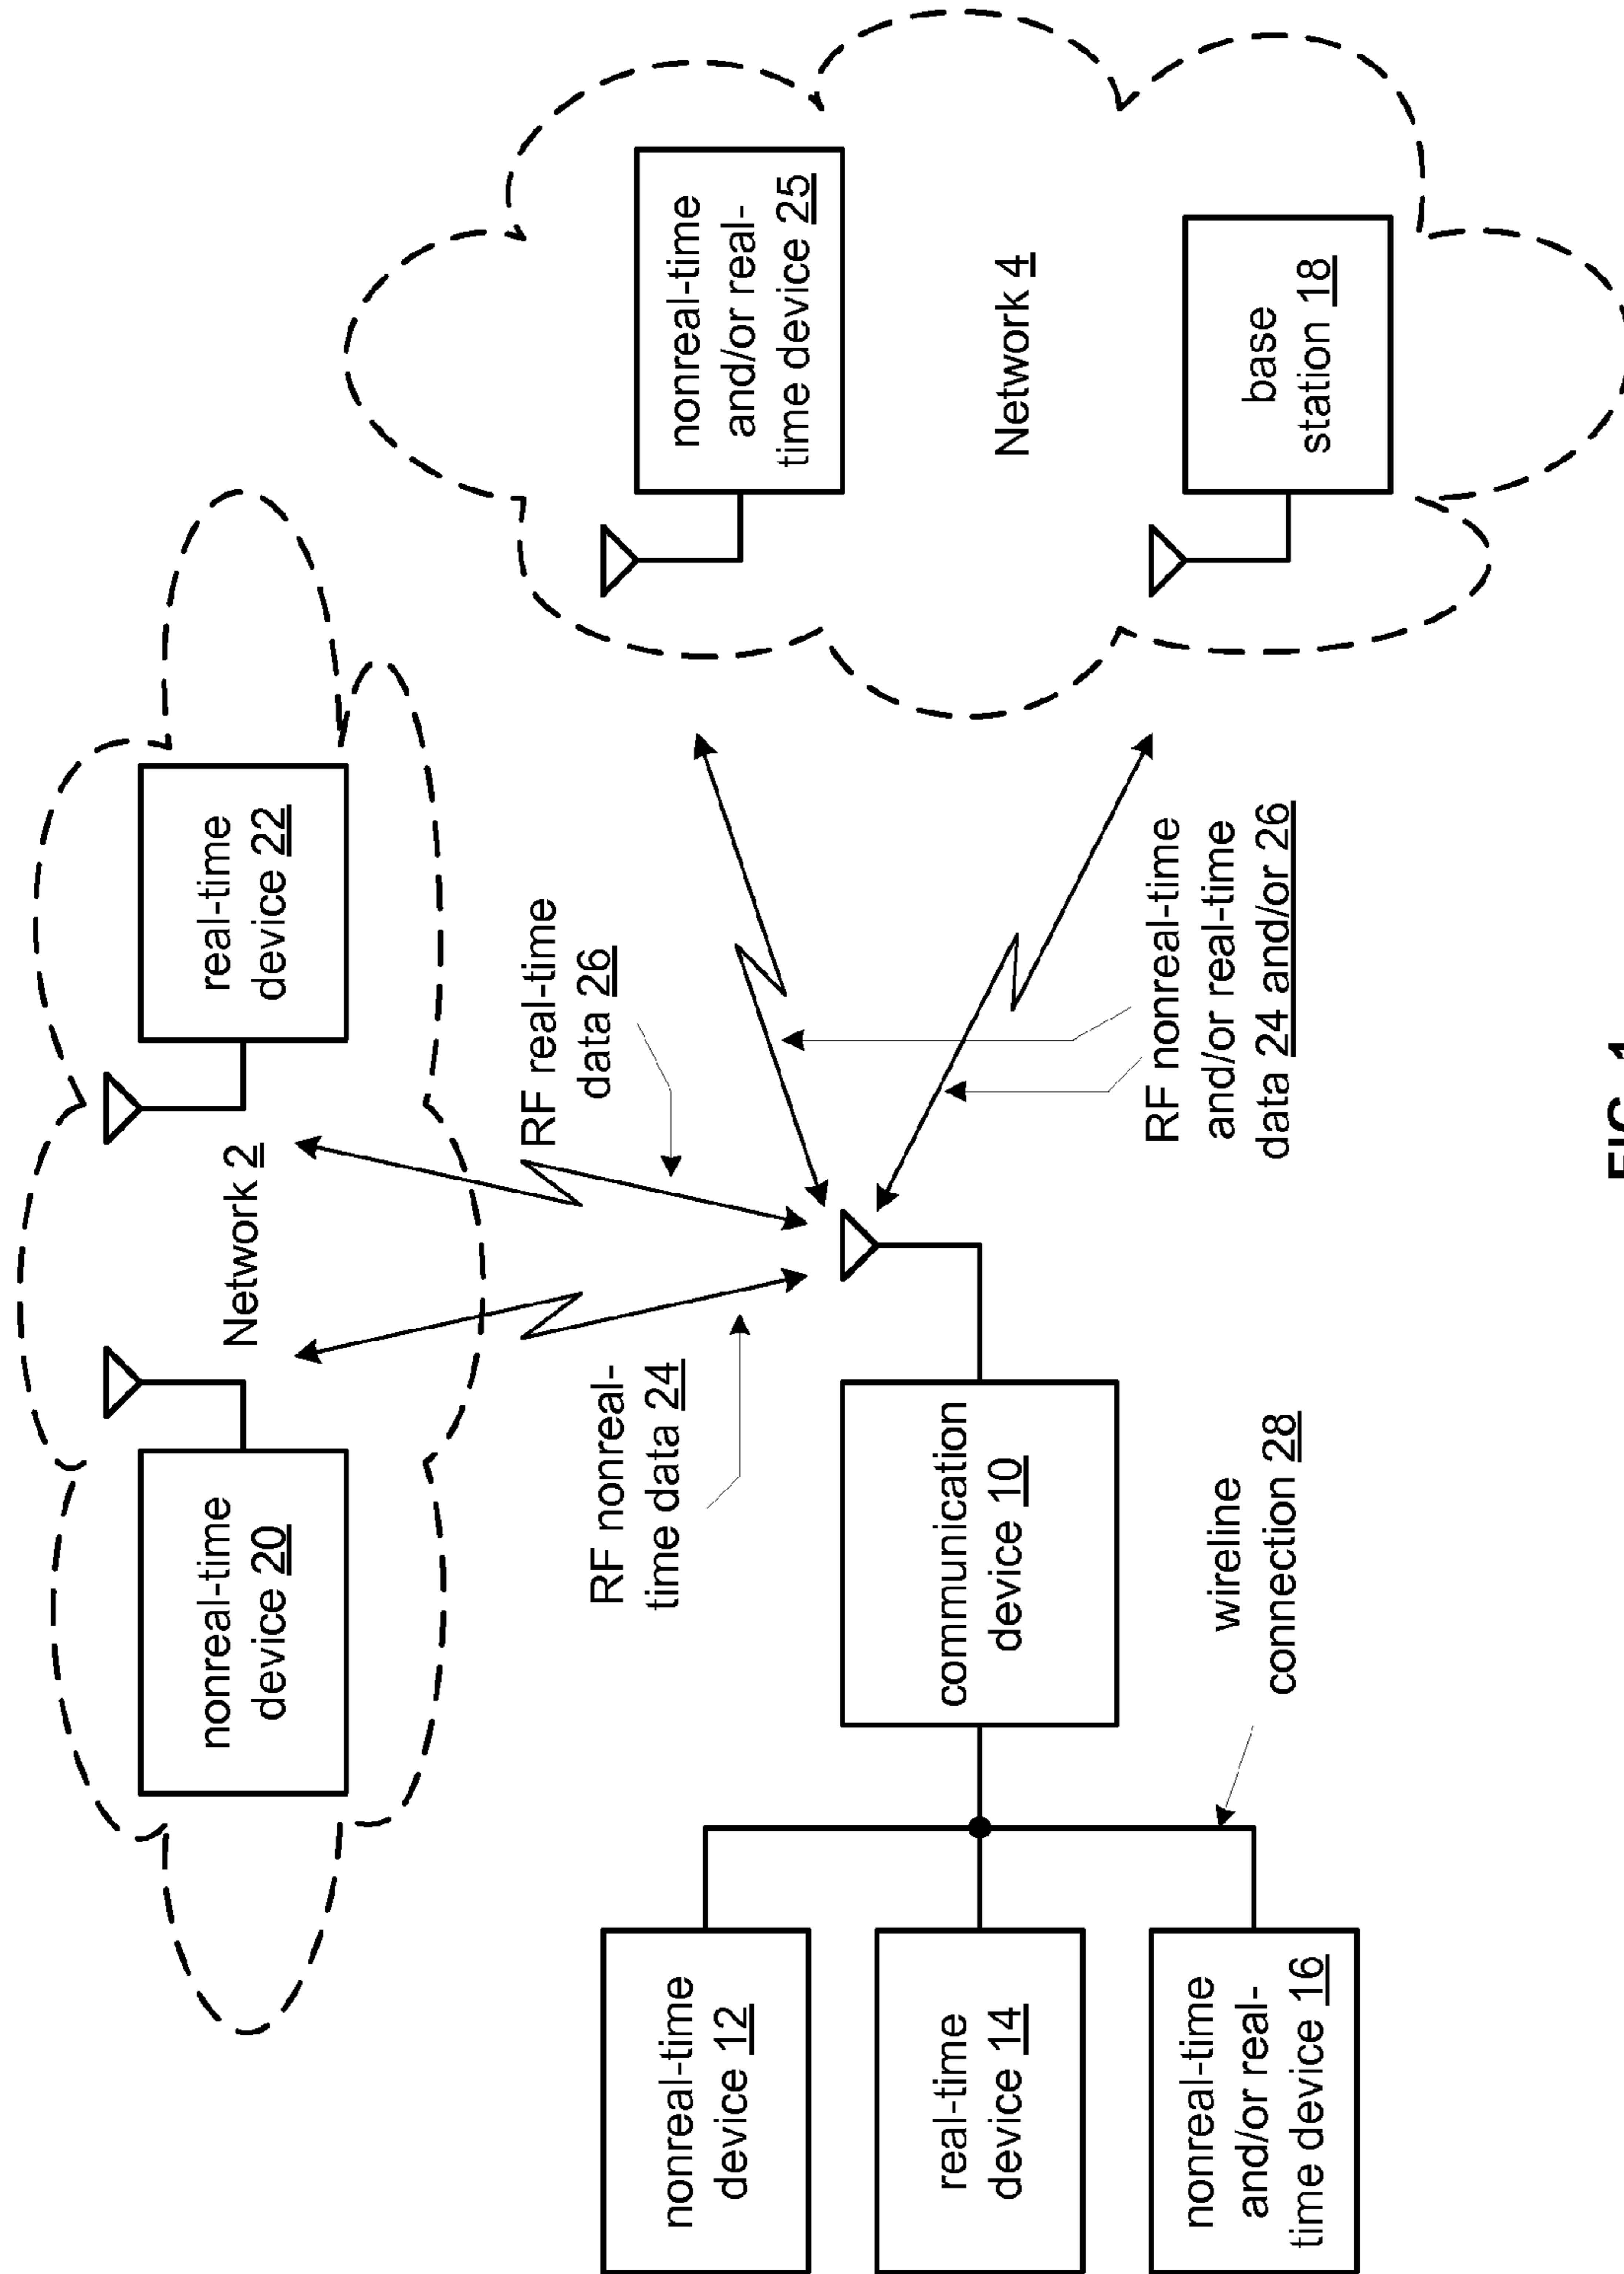 nonreal-time
device 20
Network 2
real-time
device 22
RF nonreal-
time data 24
RF real-time
data 26
nonreal-time
and/or real-
time device 25
Network 4
base
station 18
nonreal-time
device 12
real-time
device 14
nonreal-time
and/or real-
time device 16
communication
device 10
wireline
connection 28
RF nonreal-time
and/or real-time
data 24 and/or 26
FIG. 1